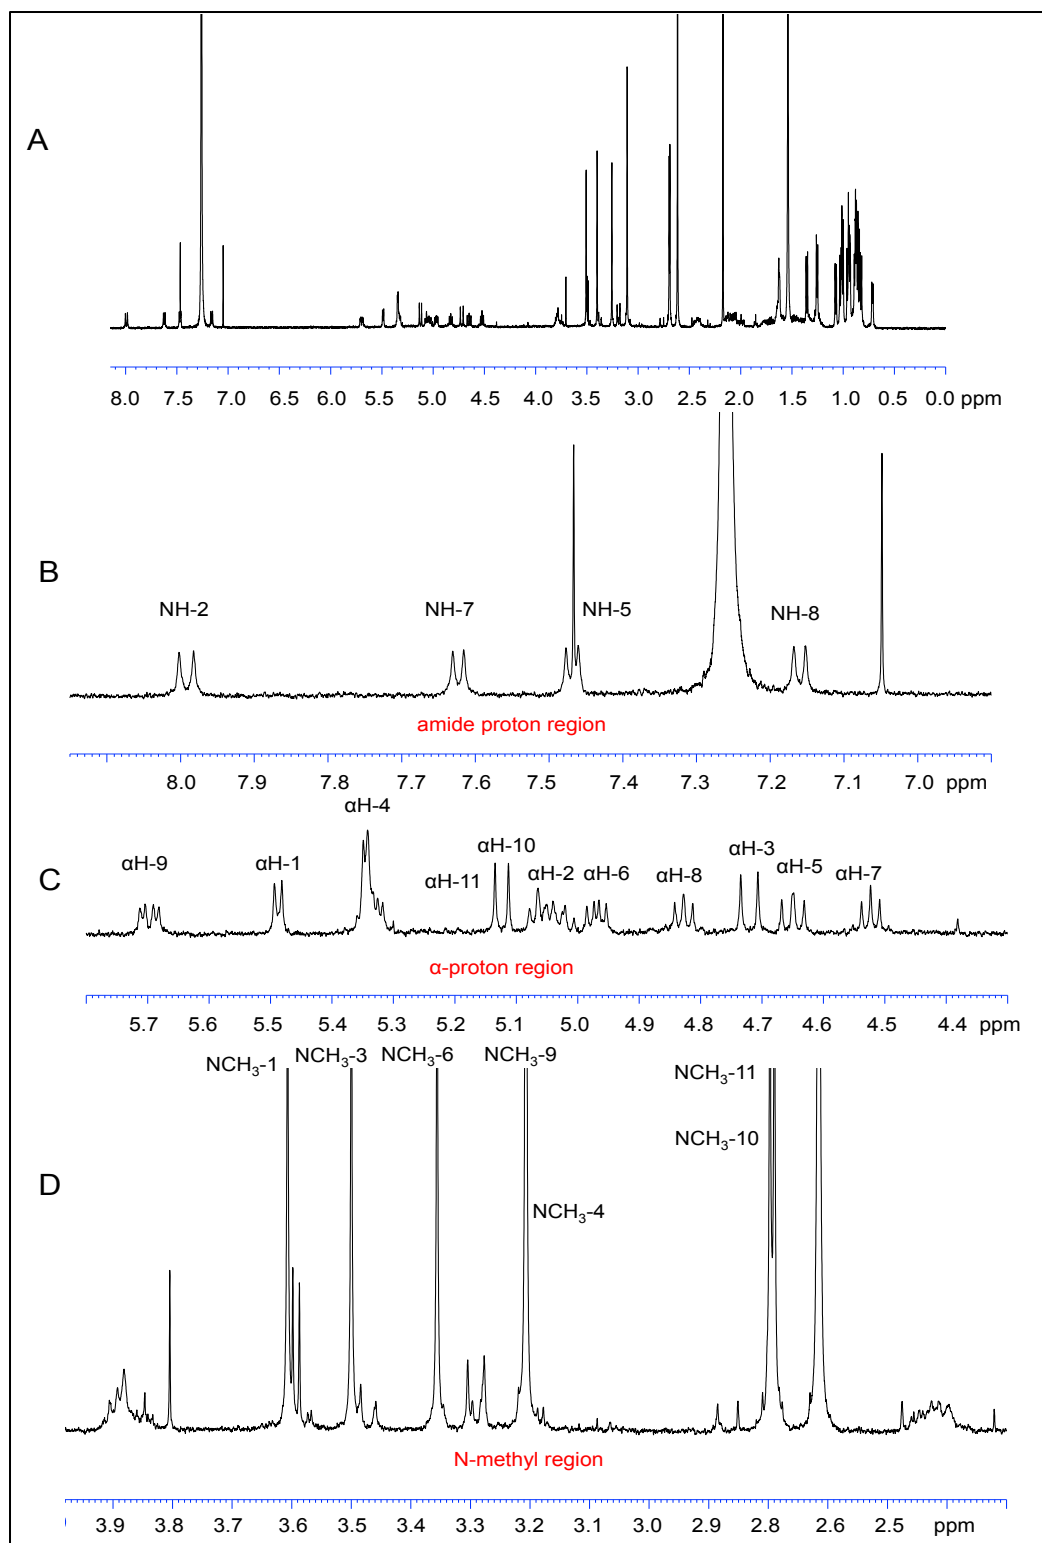 A
8.0 7.5 7.0 6.5 6.0 5.5 5.0 4.5 4.0 3.5 3.0 2.5 2.0 1.5 1.0 0.5 0.0 ppm
B
NH-2 NH-7 NH-5 NH-8
amide proton region
8.0 7.9 7.8 7.7 7.6 7.5 7.4 7.3 7.2 7.1 7.0 ppm
C
αH-9 αH-1 αH-4 αH-11 αH-10 αH-2 αH-6 αH-8 αH-3 αH-5 αH-7
α-proton region
5.7 5.6 5.5 5.4 5.3 5.2 5.1 5.0 4.9 4.8 4.7 4.6 4.5 4.4 ppm
NCH₃-1 NCH₃-3 NCH₃-6 NCH₃-9 NCH₃-11
NCH₃-10
D
NCH₃-4
N-methyl region
3.9 3.8 3.7 3.6 3.5 3.4 3.3 3.2 3.1 3.0 2.9 2.8 2.6 2.5 ppm